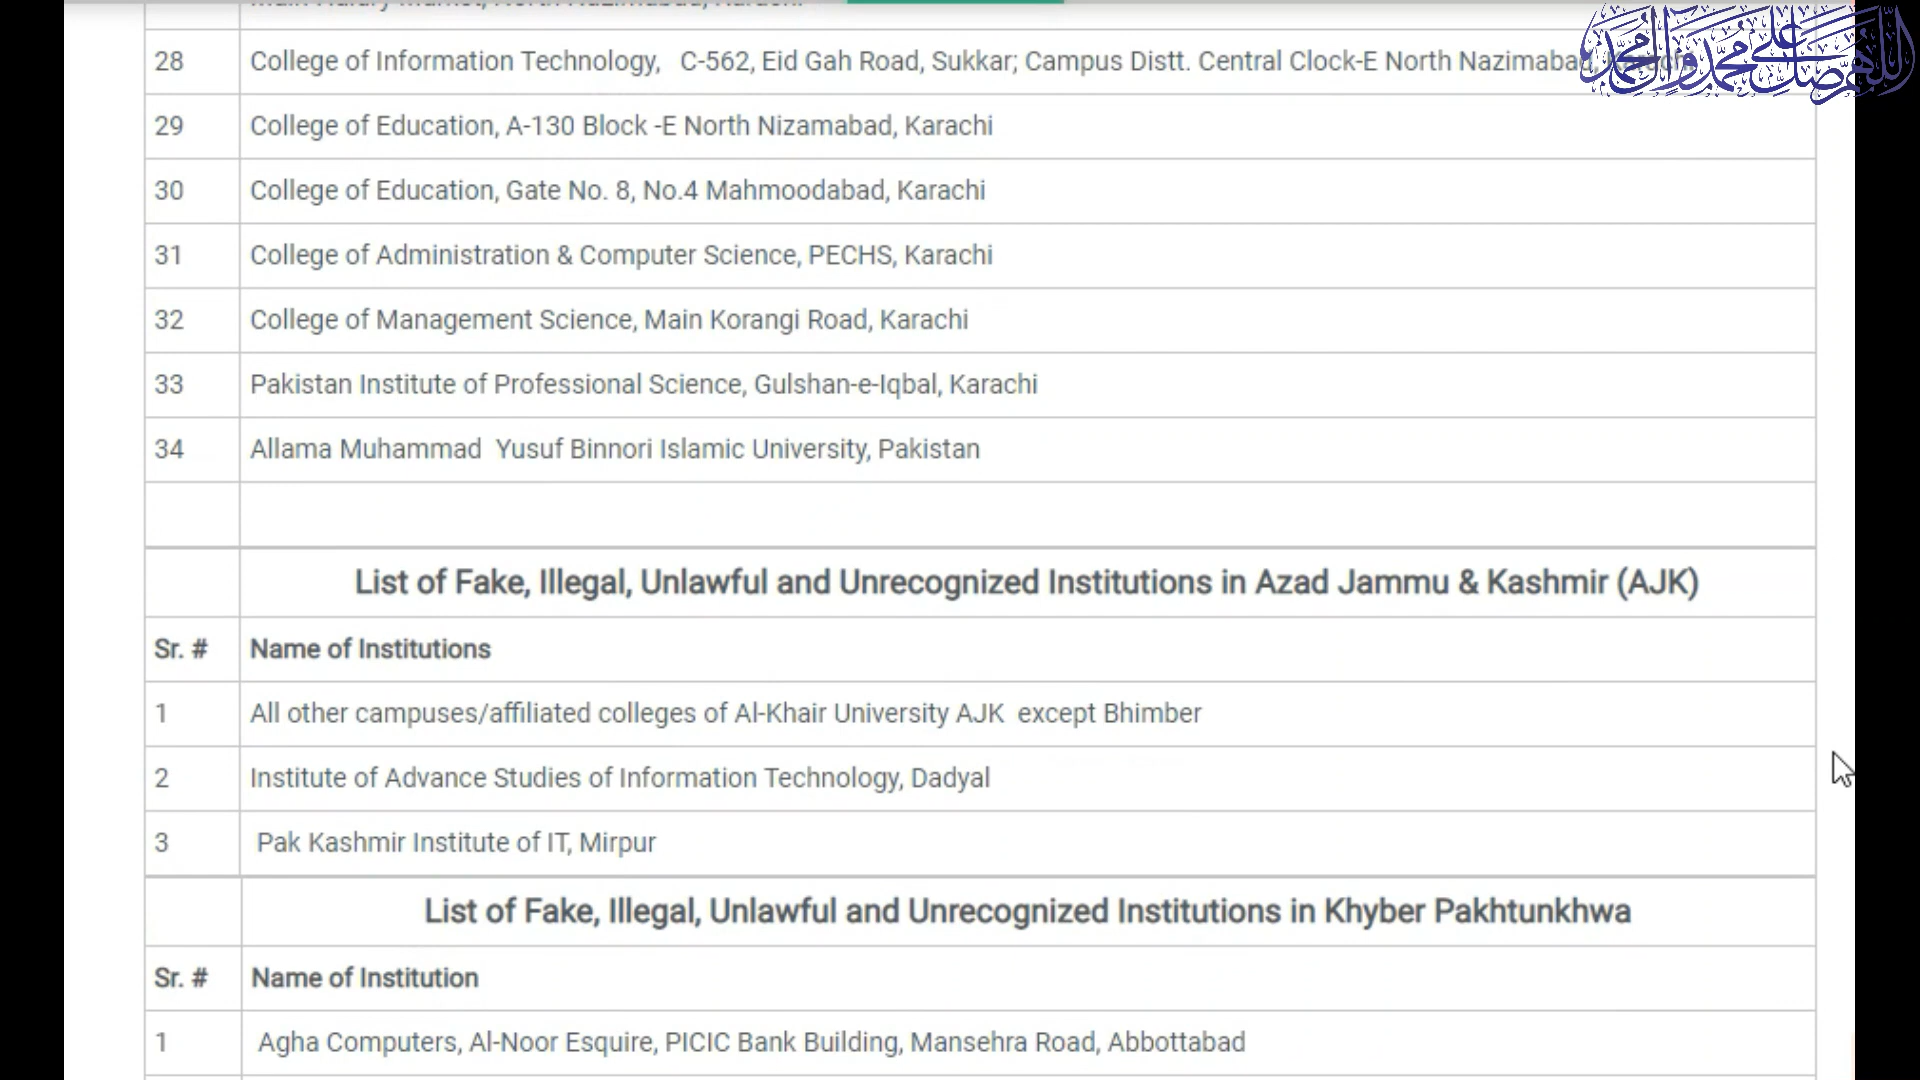 28 College of Information Technology, C-562, Eid Gah Road, Sukkar; Campus Distt. Central Clock-E North Nazimabad, Karachi
اللهم صل على محمد وآل محمد
29 College of Education, A-130 Block -E North Nizamabad, Karachi
30 College of Education, Gate No. 8, No.4 Mahmoodabad, Karachi
31 College of Administration & Computer Science, PECHS, Karachi
32 College of Management Science, Main Korangi Road, Karachi
33 Pakistan Institute of Professional Science, Gulshan-e-Iqbal, Karachi
34 Allama Muhammad Yusuf Binnori Islamic University, Pakistan
List of Fake, Illegal, Unlawful and Unrecognized Institutions in Azad Jammu & Kashmir (AJK)
Sr. # Name of Institutions
1 All other campuses/affiliated colleges of Al-Khair University AJK except Bhimber
2 Institute of Advance Studies of Information Technology, Dadyal
3 Pak Kashmir Institute of IT, Mirpur
List of Fake, Illegal, Unlawful and Unrecognized Institutions in Khyber Pakhtunkhwa
Sr. # Name of Institution
1 Agha Computers, Al-Noor Esquire, PICIC Bank Building, Mansehra Road, Abbottabad